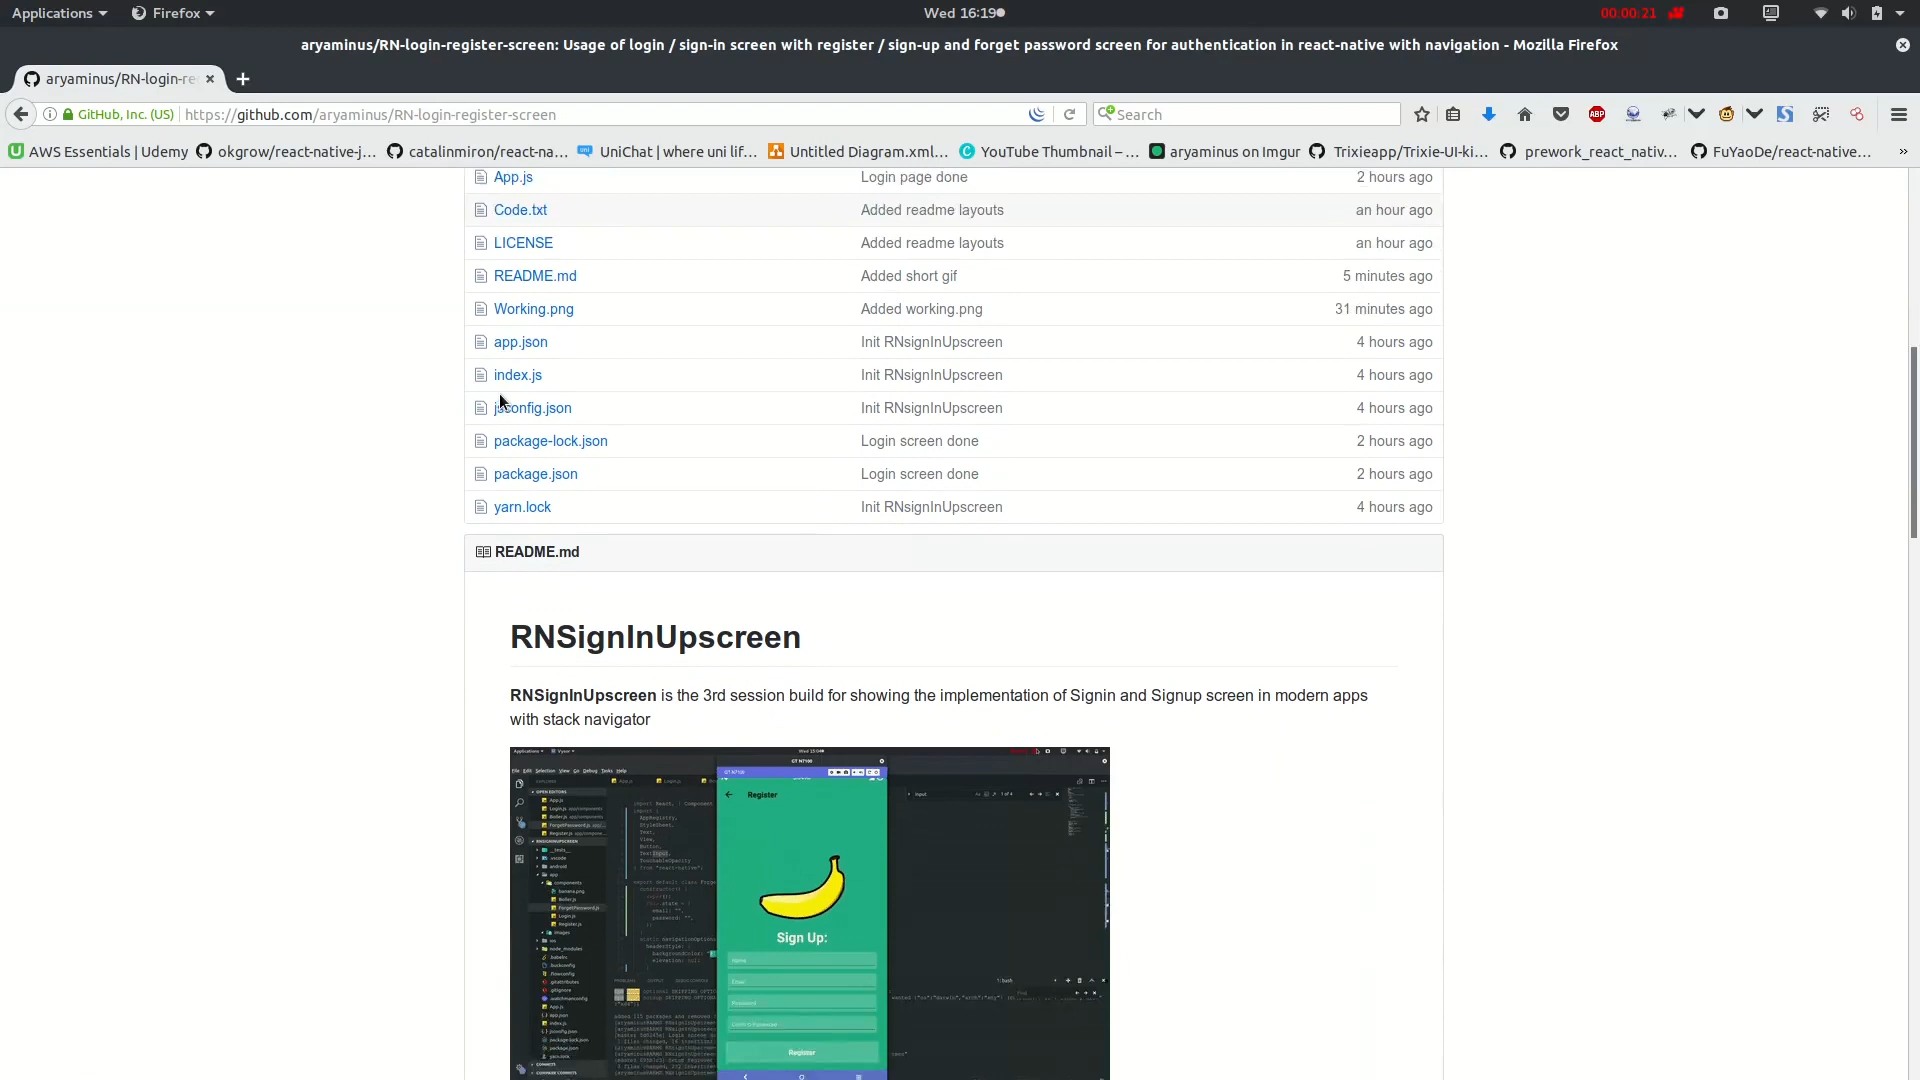 Applications Firefox Wed 16:19 00:00:21
aryaminus/RN-login-register-screen: Usage of login / sign-in screen with register / sign-up and forget password screen for authentication in react-native with navigation - Mozilla Firefox
aryaminus/RN-login-re
GitHub, Inc. (US) https://github.com/aryaminus/RN-login-register-screen Search ABP
AWS Essentials | Udemy okgrow/react-native-j... catalinmiron/react-na... UniChat | where uni lif... Untitled Diagram.xml... YouTube Thumbnail – ... aryaminus on Imgur Trixieapp/Trixie-UI-ki... prework_react_nativ... FuYaoDe/react-native... »
App.js Login page done 2 hours ago
Code.txt Added readme layouts an hour ago
LICENSE Added readme layouts an hour ago
README.md Added short gif 5 minutes ago
Working.png Added working.png 31 minutes ago
app.json Init RNsignInUpscreen 4 hours ago
index.js Init RNsignInUpscreen 4 hours ago
jsconfig.json Init RNsignInUpscreen 4 hours ago
package-lock.json Login screen done 2 hours ago
package.json Login screen done 2 hours ago
yarn.lock Init RNsignInUpscreen 4 hours ago
README.md
RNSignInUpscreen
RNSignInUpscreen is the 3rd session build for showing the implementation of Signin and Signup screen in modern apps
with stack navigator
Register
Sign Up:
Name
Email
Password
Register